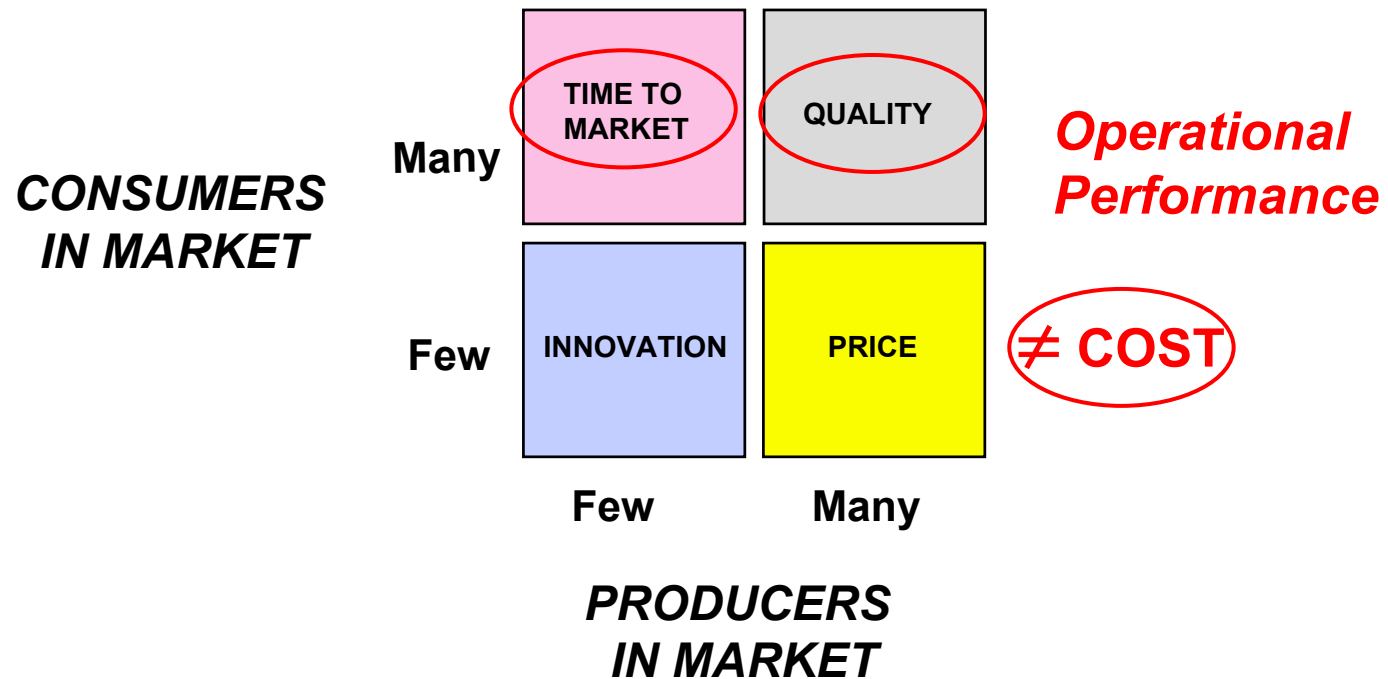 TIME TO
MARKET
QUALITY
Operational
Performance
Many
CONSUMERS
IN MARKET
Few
INNOVATION
PRICE
≠ COST
Few
Many
PRODUCERS
IN MARKET